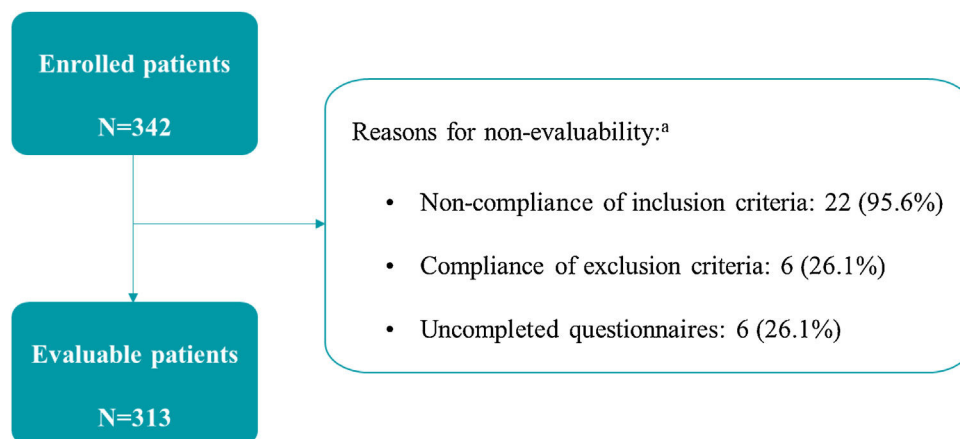 Enrolled patients
N=342
Reasons for non-evaluability:ᵃ
• Non-compliance of inclusion criteria: 22 (95.6%)
• Compliance of exclusion criteria: 6 (26.1%)
• Uncompleted questionnaires: 6 (26.1%)
Evaluable patients
N=313